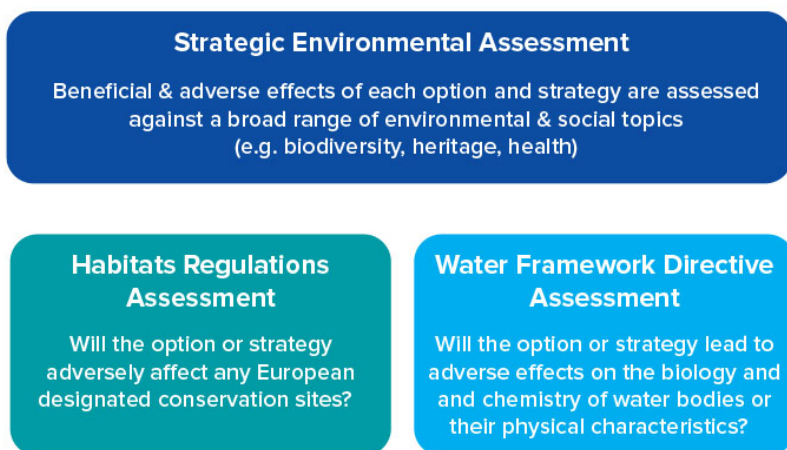 Strategic Environmental Assessment
Beneficial & adverse effects of each option and strategy are assessed
against a broad range of environmental & social topics
(e.g. biodiversity, heritage, health)
Habitats Regulations
Assessment
Will the option or strategy
adversely affect any European
designated conservation sites?
Water Framework Directive
Assessment
Will the option or strategy lead to
adverse effects on the biology and
and chemistry of water bodies or
their physical characteristics?